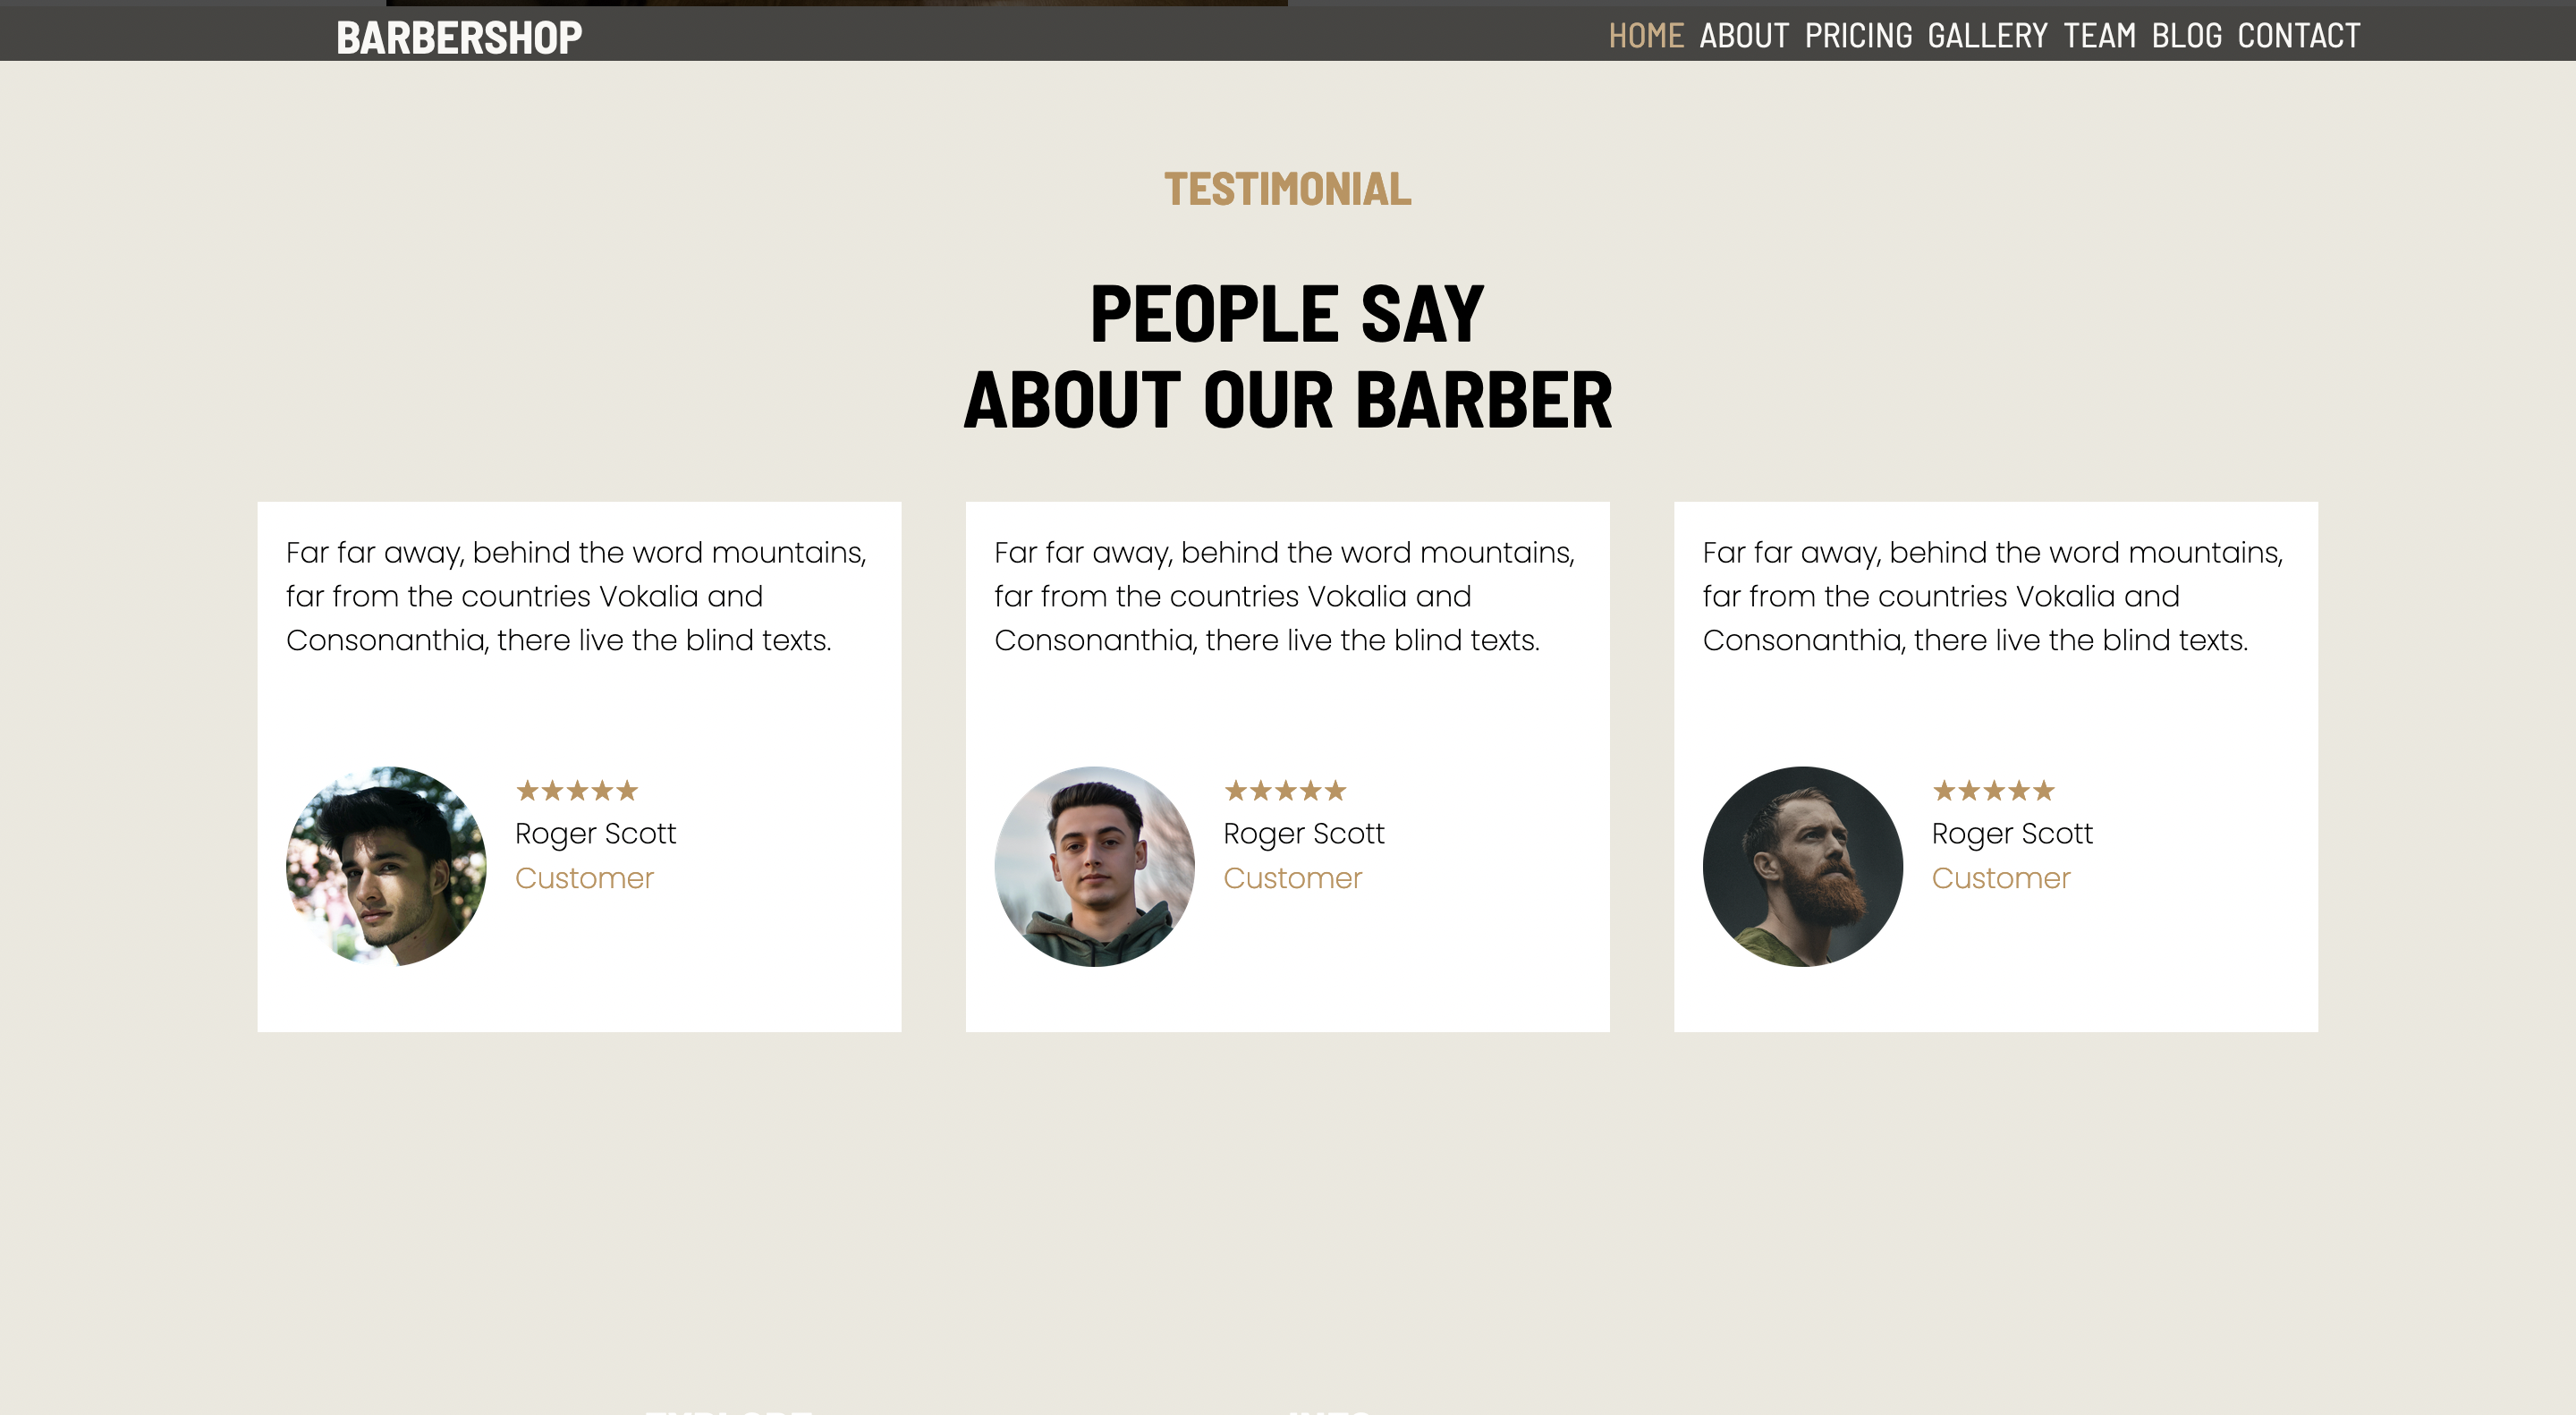 BARBERSHOP
HOME ABOUT PRICING GALLERY TEAM BLOG CONTACT
TESTIMONIAL
PEOPLE SAY
ABOUT OUR BARBER
Far far away, behind the word mountains,
far from the countries Vokalia and
Consonanthia, there live the blind texts.
★★★★★
Roger Scott
Customer
Far far away, behind the word mountains,
far from the countries Vokalia and
Consonanthia, there live the blind texts.
★★★★★
Roger Scott
Customer
Far far away, behind the word mountains,
far from the countries Vokalia and
Consonanthia, there live the blind texts.
★★★★★
Roger Scott
Customer